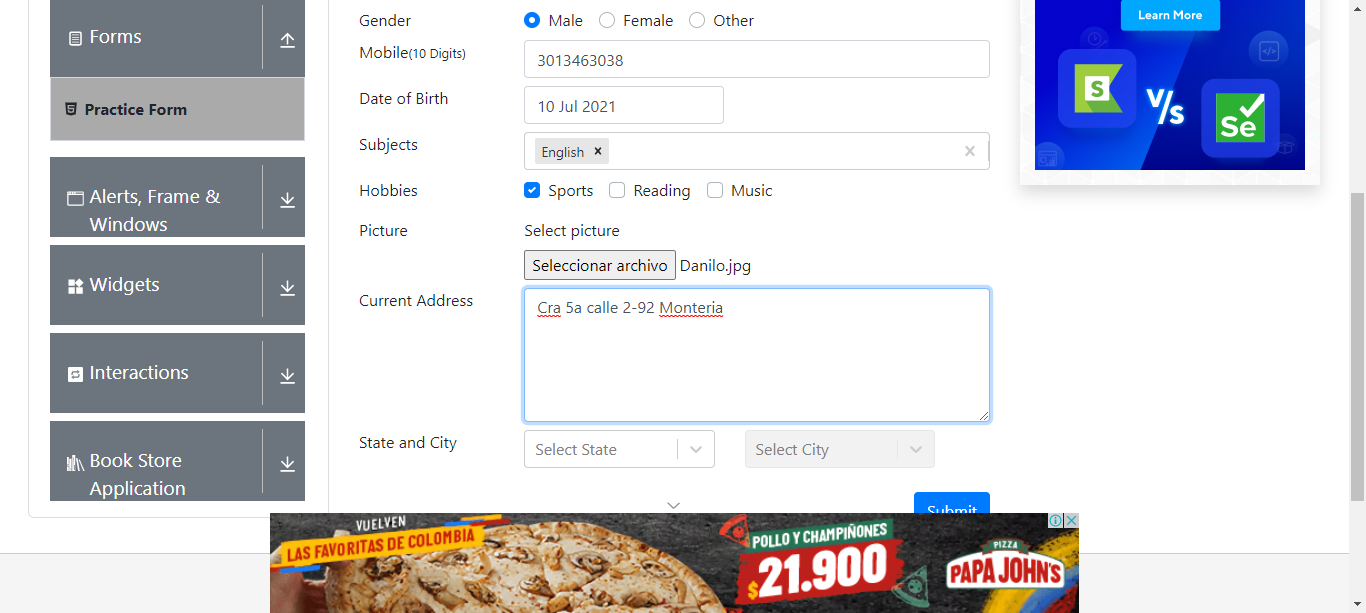 Forms
Practice Form
Alerts, Frame &
Windows
Widgets
Interactions
Book Store
Application
Gender
Male
Female
Other
Mobile(10 Digits)
3013463038
Date of Birth
10 Jul 2021
Subjects
English ×
×
Hobbies
Sports
Reading
Music
Picture
Select picture
Seleccionar archivo Danilo.jpg
Current Address
Cra 5a calle 2-92 Monteria
State and City
Select State
Select City
Submit
Learn More
S
V/s
Se
VUELVEN
LAS FAVORITAS DE COLOMBIA
POLLO Y CHAMPIÑONES
$21.900
PIZZA
PAPA JOHN'S